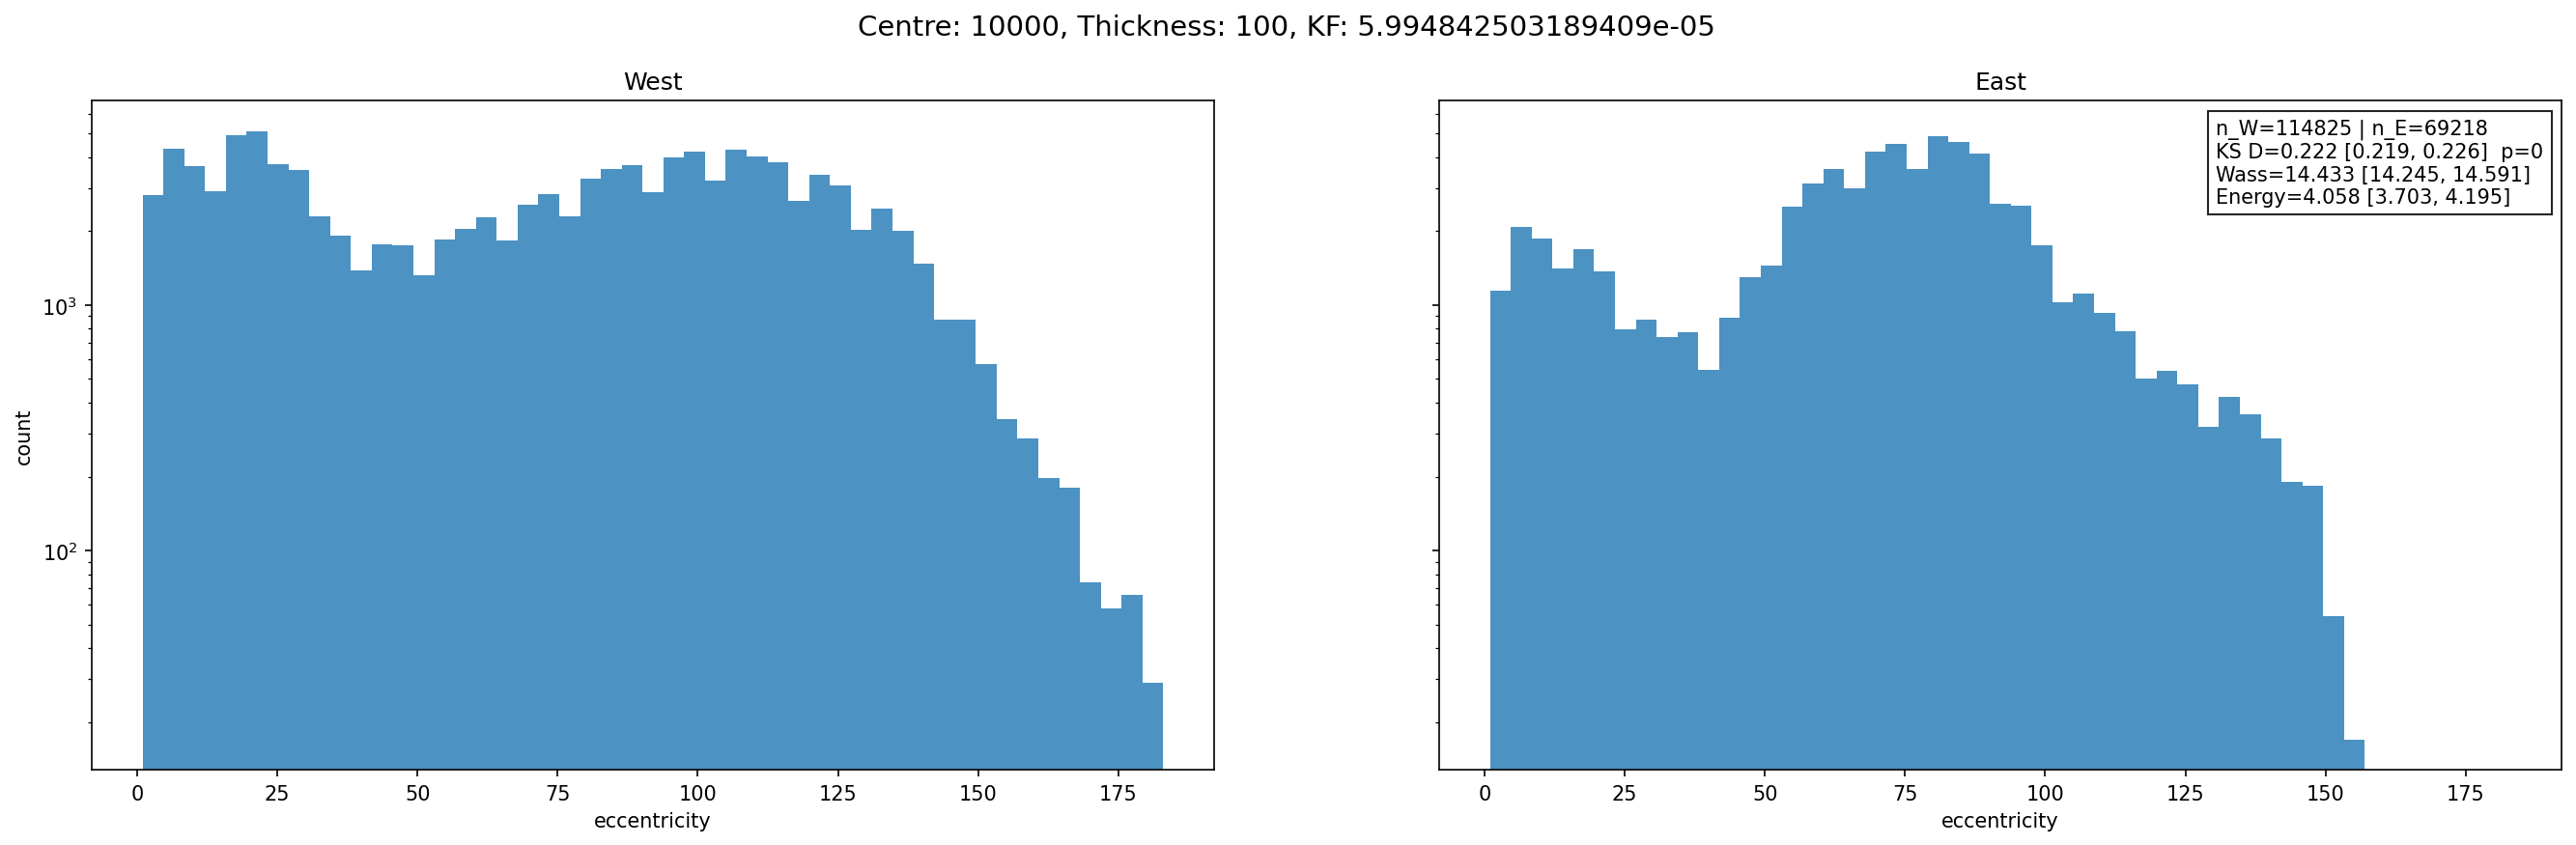 Centre: 10000, Thickness: 100, KF: 5.994842503189409e-05
West
East
n_W=114825 | n_E=69218
KS D=0.222 [0.219, 0.226]  p=0
Wass=14.433 [14.245, 14.591]
Energy=4.058 [3.703, 4.195]
count
10³
10²
0 25 50 75 100 125 150 175
eccentricity
0 25 50 75 100 125 150 175
eccentricity